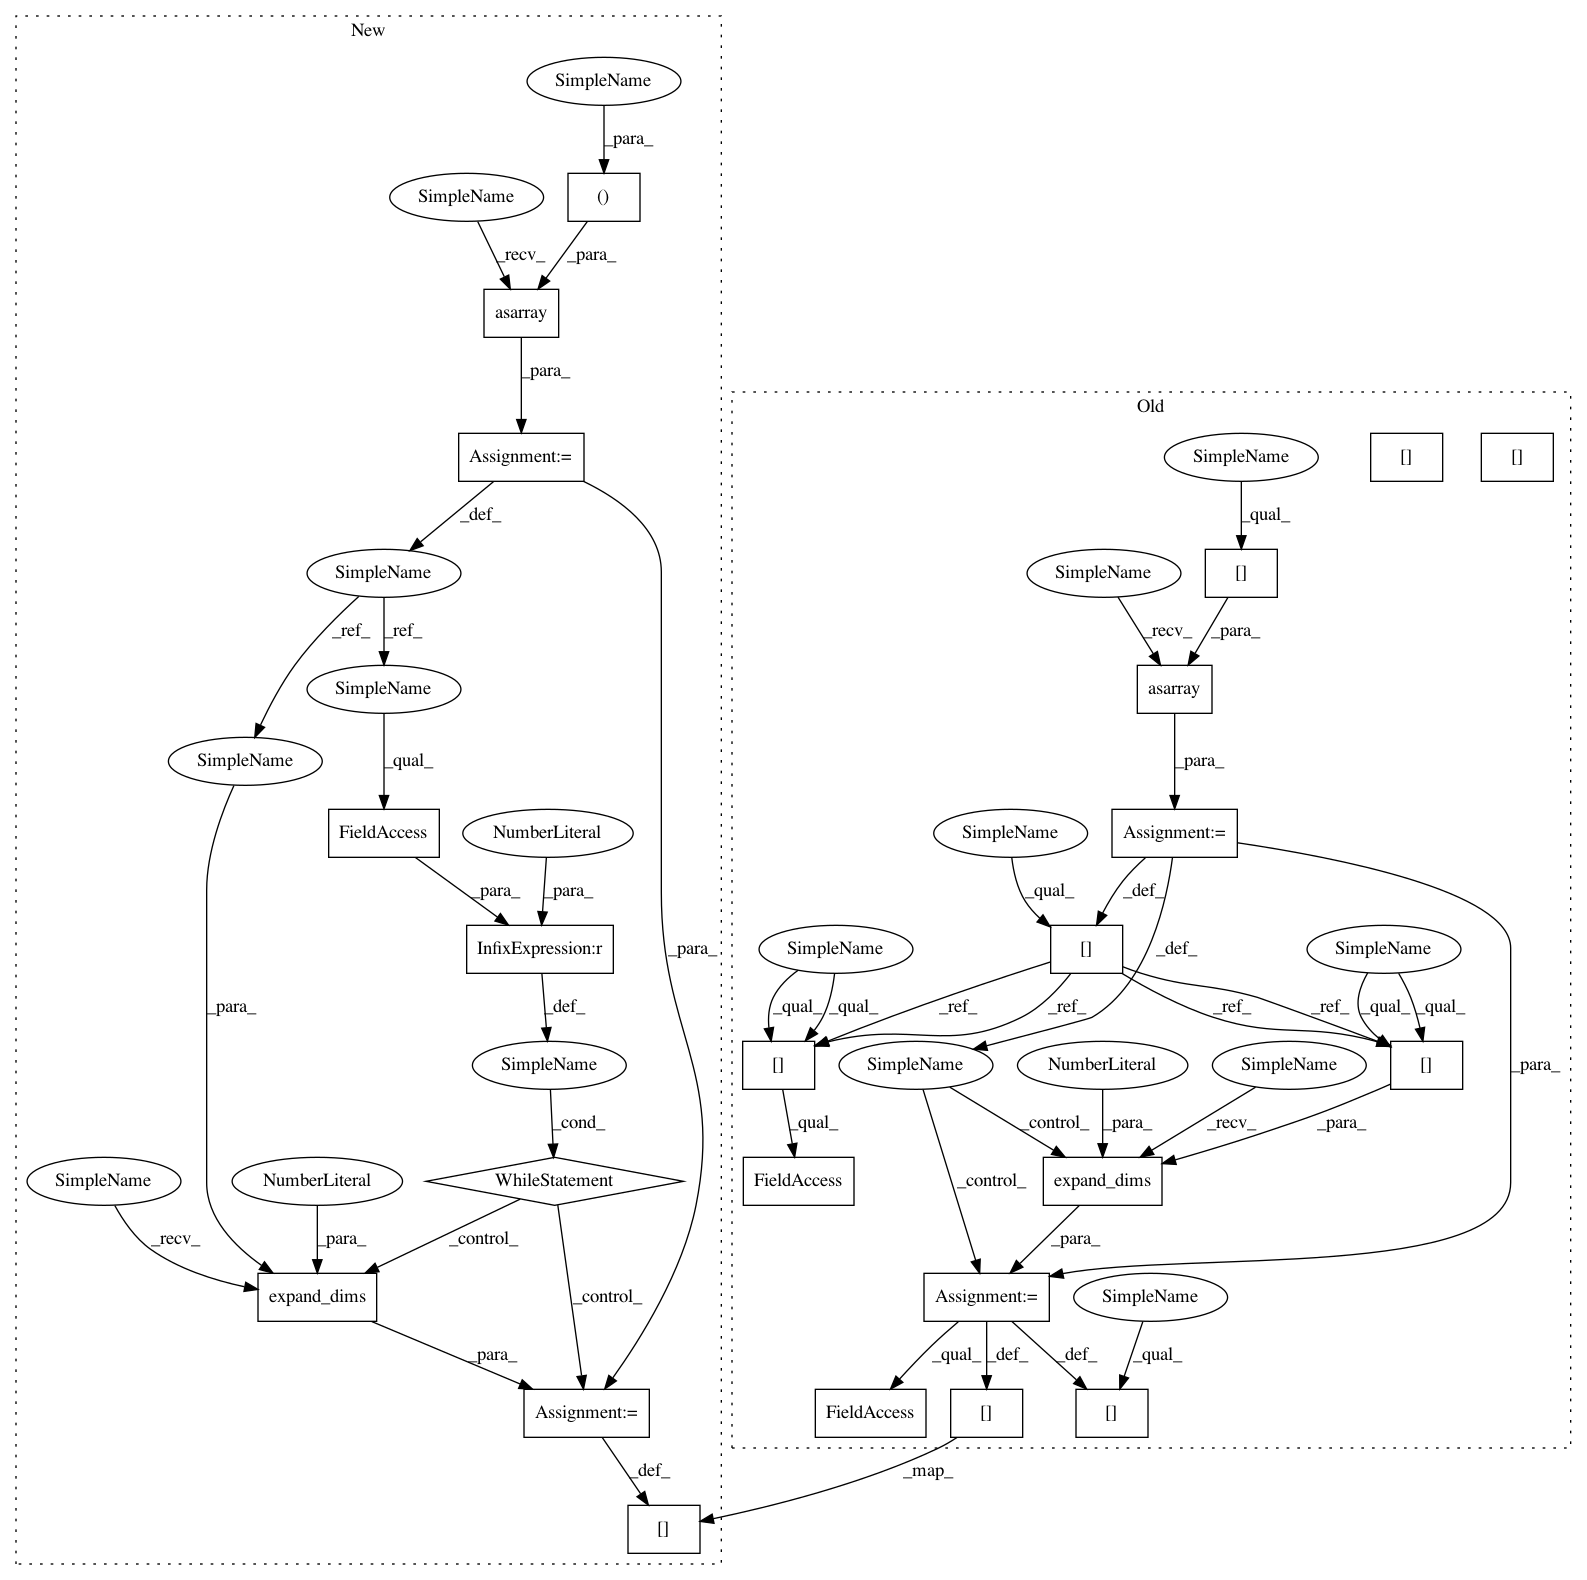 New
SimpleName
_para_
SimpleName
()
_recv_
_para_
asarray
_para_
Assignment:=
_def_
SimpleName
_ref_
_ref_
SimpleName
SimpleName
_qual_
FieldAccess
NumberLiteral
_para_
_para_
InfixExpression:r
_para_
_para_
_def_
SimpleName
_cond_
SimpleName
NumberLiteral
WhileStatement
_recv_
_para_
_control_
expand_dims
_control_
_para_
Assignment:=
_def_
[]
Old
SimpleName
[]
[]
_qual_
SimpleName
[]
_recv_
_para_
asarray
_para_
SimpleName
Assignment:=
_qual_
_def_
SimpleName
[]
_def_
SimpleName
_qual_
_qual_
_ref_
_ref_
_ref_
_ref_
_qual_
_qual_
[]
SimpleName
NumberLiteral
SimpleName
[]
_para_
_qual_
_control_
_para_
_recv_
_para_
FieldAccess
_control_
expand_dims
_para_
Assignment:=
SimpleName
_qual_
_def_
_def_
_qual_
FieldAccess
[]
[]
_map_